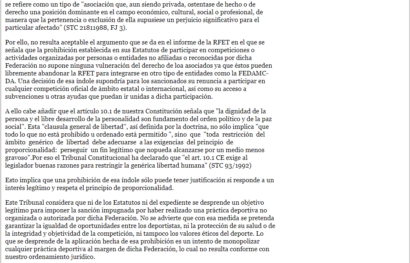 se refiere como un tipo de "asociación que, aun siendo privada, ostentase de hecho o de
derecho una posición dominante en el campo económico, cultural, social o profesional, de
manera que la pertenencia o exclusión de ella supusiese un perjuicio significativo para el
particular afectado" (STC 21811988, FJ 3).
Por ello, no resulta aceptable el argumento que se da en el informe de la RFET en el que se
señala que la prohibición establecida en sus Estatutos de participar en competiciones o
actividades organizadas por personas o entidades no afiliadas o reconocidas por dicha
Federación no supone ninguna vulneración del derecho de los asociados ya que éstos pueden
libremente abandonar la RFET para integrarse en otro tipo de entidades como la FEDAMC-
DA. Una decisión de esa índole supondría para los sancionados su renuncia a participar en
cualquier competición oficial de ámbito estatal o internacional, así como su acceso a
subvenciones u otras ayudas que puedan ir unidas a dicha participación.
A ello cabe añadir que el artículo 10.1 de nuestra Constitución señala que "la dignidad de la
persona y el libre desarrollo de la personalidad son fundamento del orden político y de la paz
social". Esta "clausula general de libertad", así definida por la doctrina, no sólo implica "que
todo lo que no está prohibido u ordenado está permitido ", sino que "toda restricción del
ámbito genérico de libertad debe adecuarse a las exigencias del principio de
proporcionalidad: perseguir un fin legítimo que nopueda alcanzarse por un medio menos
gravoso".Por eso el Tribunal Constitucional ha declarado que "el art. 10.1 CE exige al
legislador buenas razones para restringir la genérica libertad humana" (STC 93/1992)
Esto implica que una prohibición de esa índole sólo puede tener justificación si responde a un
interés legítimo y respeta el principio de proporcionalidad.
Este Tribunal considera que ni de los Estatutos ni del expediente se desprende un objetivo
legítimo para imponer la sanción impugnada por haber realizado una práctica deportiva no
organizada o autorizada por dicha Federación. No se advierte que con esa medida se pretenda
garantizar la igualdad de oportunidades entre los deportistas, ni la protección de su salud o de
la integridad y objetividad de la competición, ni tampoco los valores éticos del deporte. Lo
que se desprende de la aplicación hecha de esa prohibición es un intento de monopolizar
cualquier práctica deportiva al margen de dicha Federación, lo cual no resulta conforme con
nuestro ordenamiento jurídico.